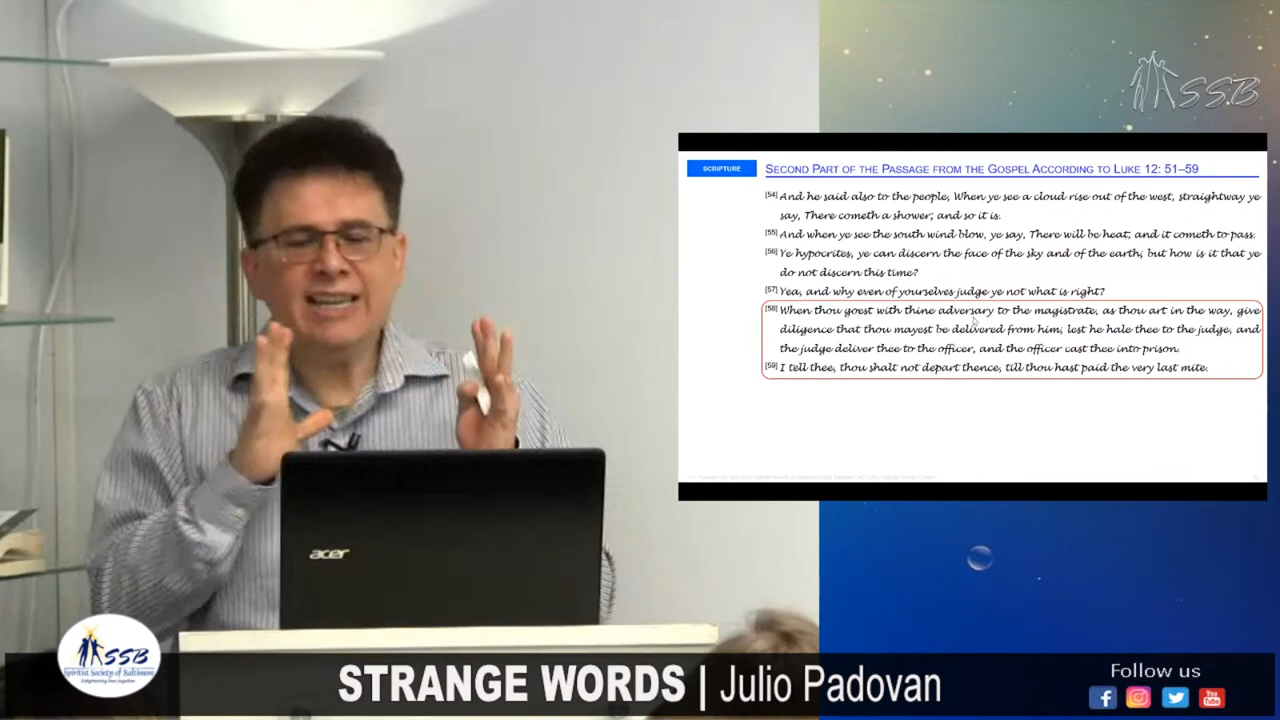 SSB
SCRIPTURE
SECOND PART OF THE PASSAGE FROM THE GOSPEL ACCORDING TO LUKE 12: 51–59
[54] And he said also to the people, When ye see a cloud rise out of the west, straightway ye
say, There cometh a shower; and so it is.
[55] And when ye see the south wind blow, ye say, There will be heat; and it cometh to pass.
[56] Ye hypocrites, ye can discern the face of the sky and of the earth; but how is it that ye
do not discern this time?
[57] Yea, and why even of yourselves judge ye not what is right?
[58] When thou goest with thine adversary to the magistrate, as thou art in the way, give
diligence that thou mayest be delivered from him; lest he hale thee to the judge, and
the judge deliver thee to the officer, and the officer cast thee into prison.
[59] I tell thee, thou shalt not depart thence, till thou hast paid the very last mite.
acer
SSB
Spiritist Society of Baltimore
Enlightening lives together
STRANGE WORDS | Julio Padovan
Follow us
You
Tube